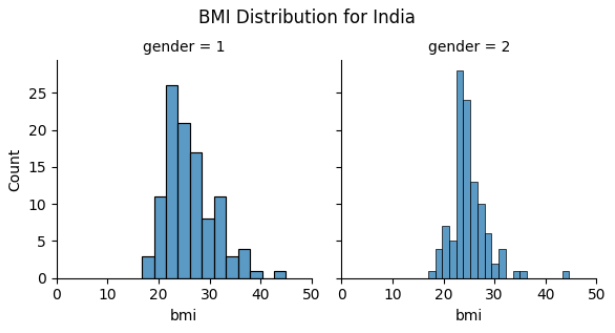 BMI Distribution for India
gender = 1
gender = 2
Count
25
20
15
10
5
0
0 10 20 30 40 50
0 10 20 30 40 50
bmi
bmi